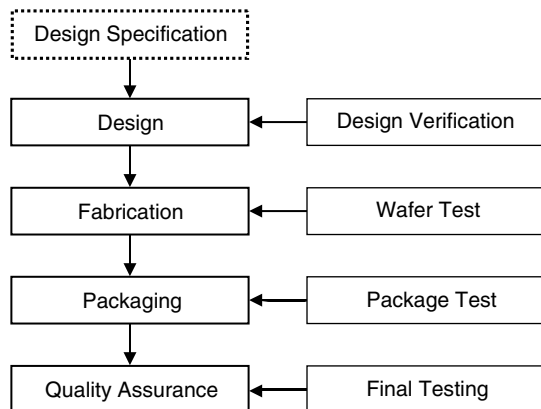 Design Specification
Design
Design Verification
Fabrication
Wafer Test
Packaging
Package Test
Quality Assurance
Final Testing